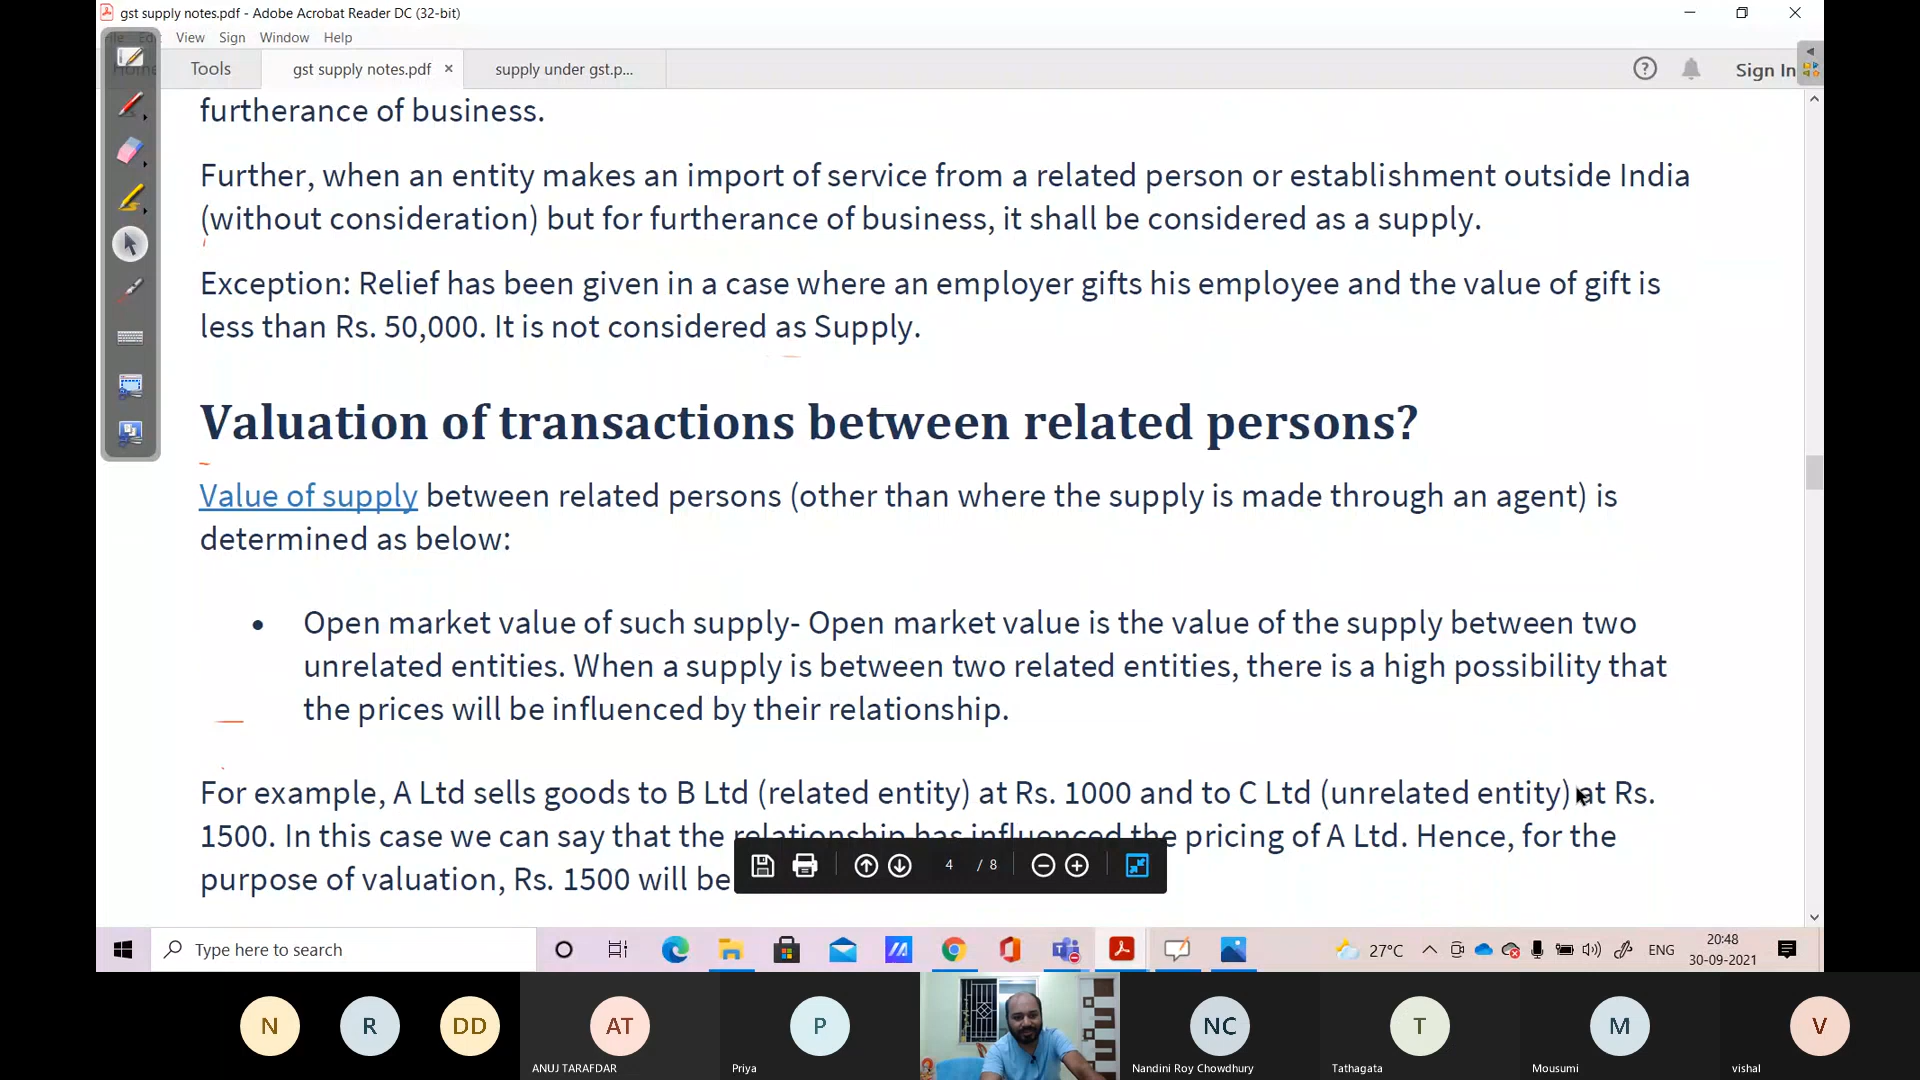 gst supply notes.pdf - Adobe Acrobat Reader DC (32-bit)
View Sign Window Help
Home Tools gst supply notes.pdf × supply under gst.p... Sign In
furtherance of business.
Further, when an entity makes an import of service from a related person or establishment outside India
(without consideration) but for furtherance of business, it shall be considered as a supply.
Exception: Relief has been given in a case where an employer gifts his employee and the value of gift is
less than Rs. 50,000. It is not considered as Supply.
Valuation of transactions between related persons?
Value of supply between related persons (other than where the supply is made through an agent) is
determined as below:
• Open market value of such supply- Open market value is the value of the supply between two
unrelated entities. When a supply is between two related entities, there is a high possibility that
the prices will be influenced by their relationship.
For example, A Ltd sells goods to B Ltd (related entity) at Rs. 1000 and to C Ltd (unrelated entity) at Rs.
1500. In this case we can say that the relationship has influenced the pricing of A Ltd. Hence, for the
purpose of valuation, Rs. 1500 will be
4 / 8
Type here to search
27°C
ENG
20:48
30-09-2021
N R DD AT P NC T M V
ANUJ TARAFDAR Priya Nandini Roy Chowdhury Tathagata Mousumi vishal